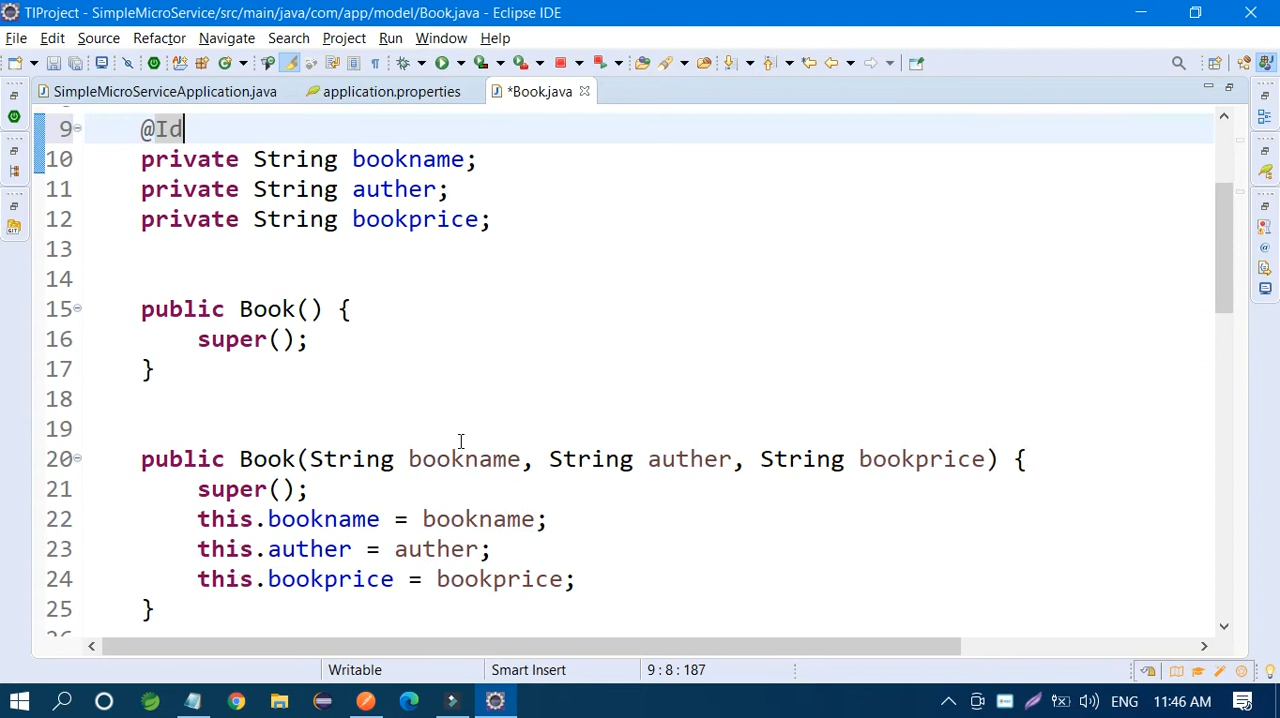 TIProject - SimpleMicroService/src/main/java/com/app/model/Book.java - Eclipse IDE
File Edit Source Refactor Navigate Search Project Run Window Help
SimpleMicroServiceApplication.java application.properties *Book.java
9 @Id
10 private String bookname;
11 private String auther;
12 private String bookprice;
13
14
15 public Book() {
16 super();
17 }
18
19
20 public Book(String bookname, String auther, String bookprice) {
21 super();
22 this.bookname = bookname;
23 this.auther = auther;
24 this.bookprice = bookprice;
25 }
Writable Smart Insert 9 : 8 : 187
ENG 11:46 AM